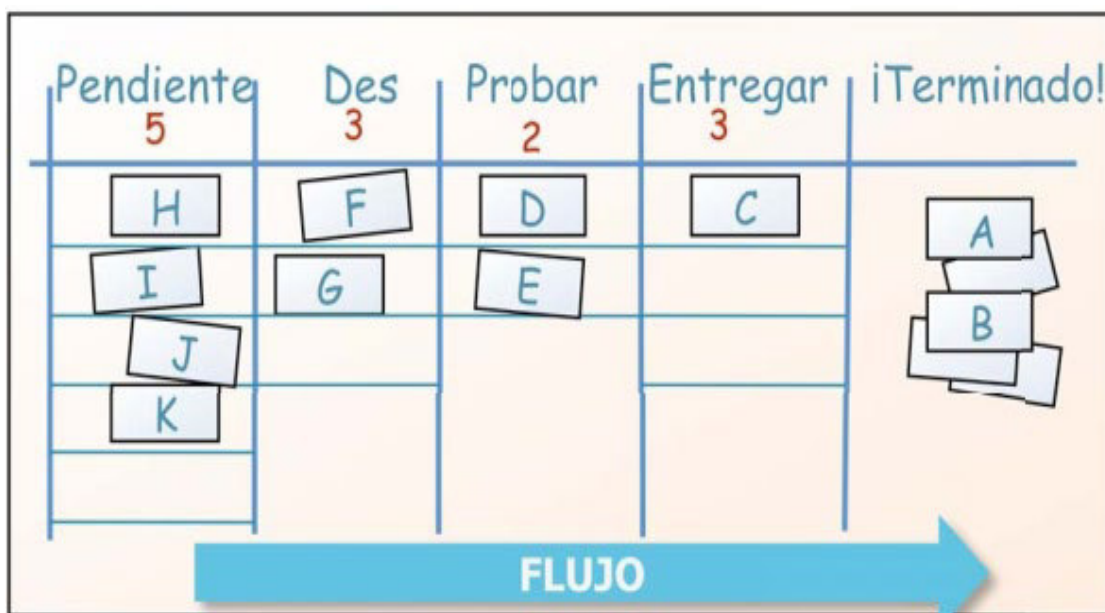 Pendiente Des Probar Entregar ¡Terminado!
5 3 2 3
H F D C A
I G E B
J
K
FLUJO